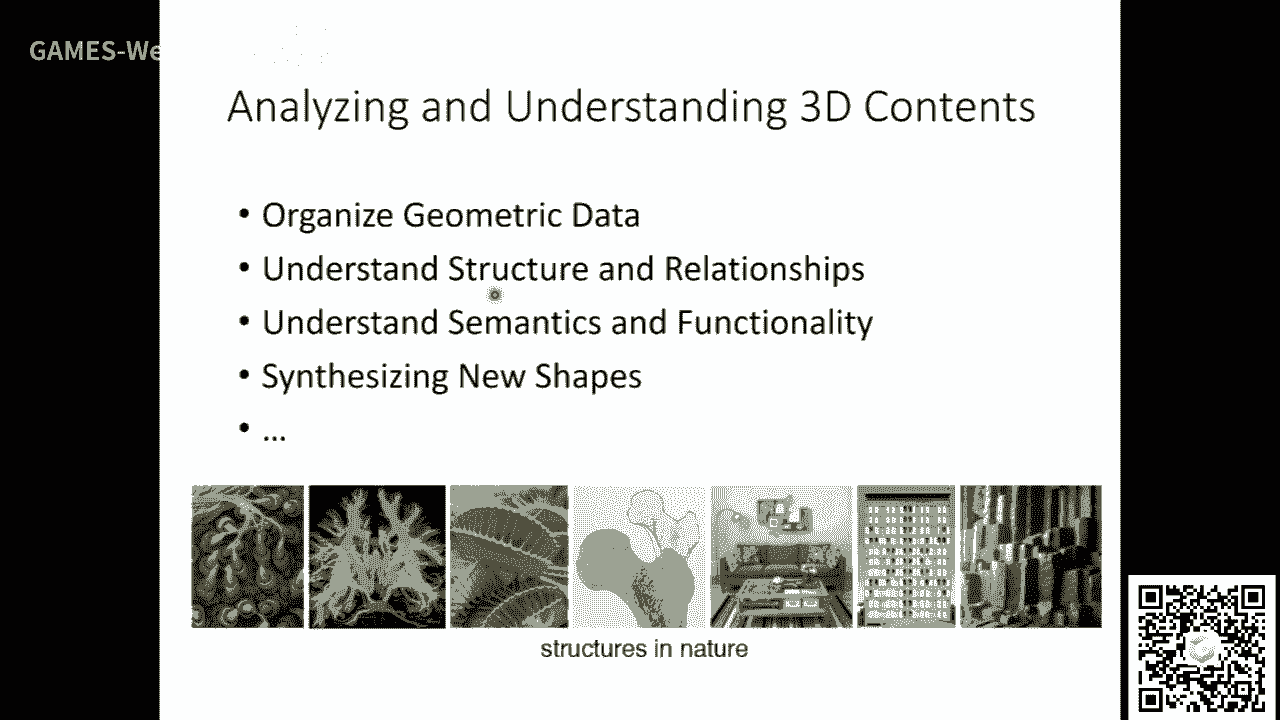 GAMES-We
Analyzing and Understanding 3D Contents
• Organize Geometric Data
• Understand Structure and Relationships
• Understand Semantics and Functionality
• Synthesizing New Shapes
• ...
structures in nature